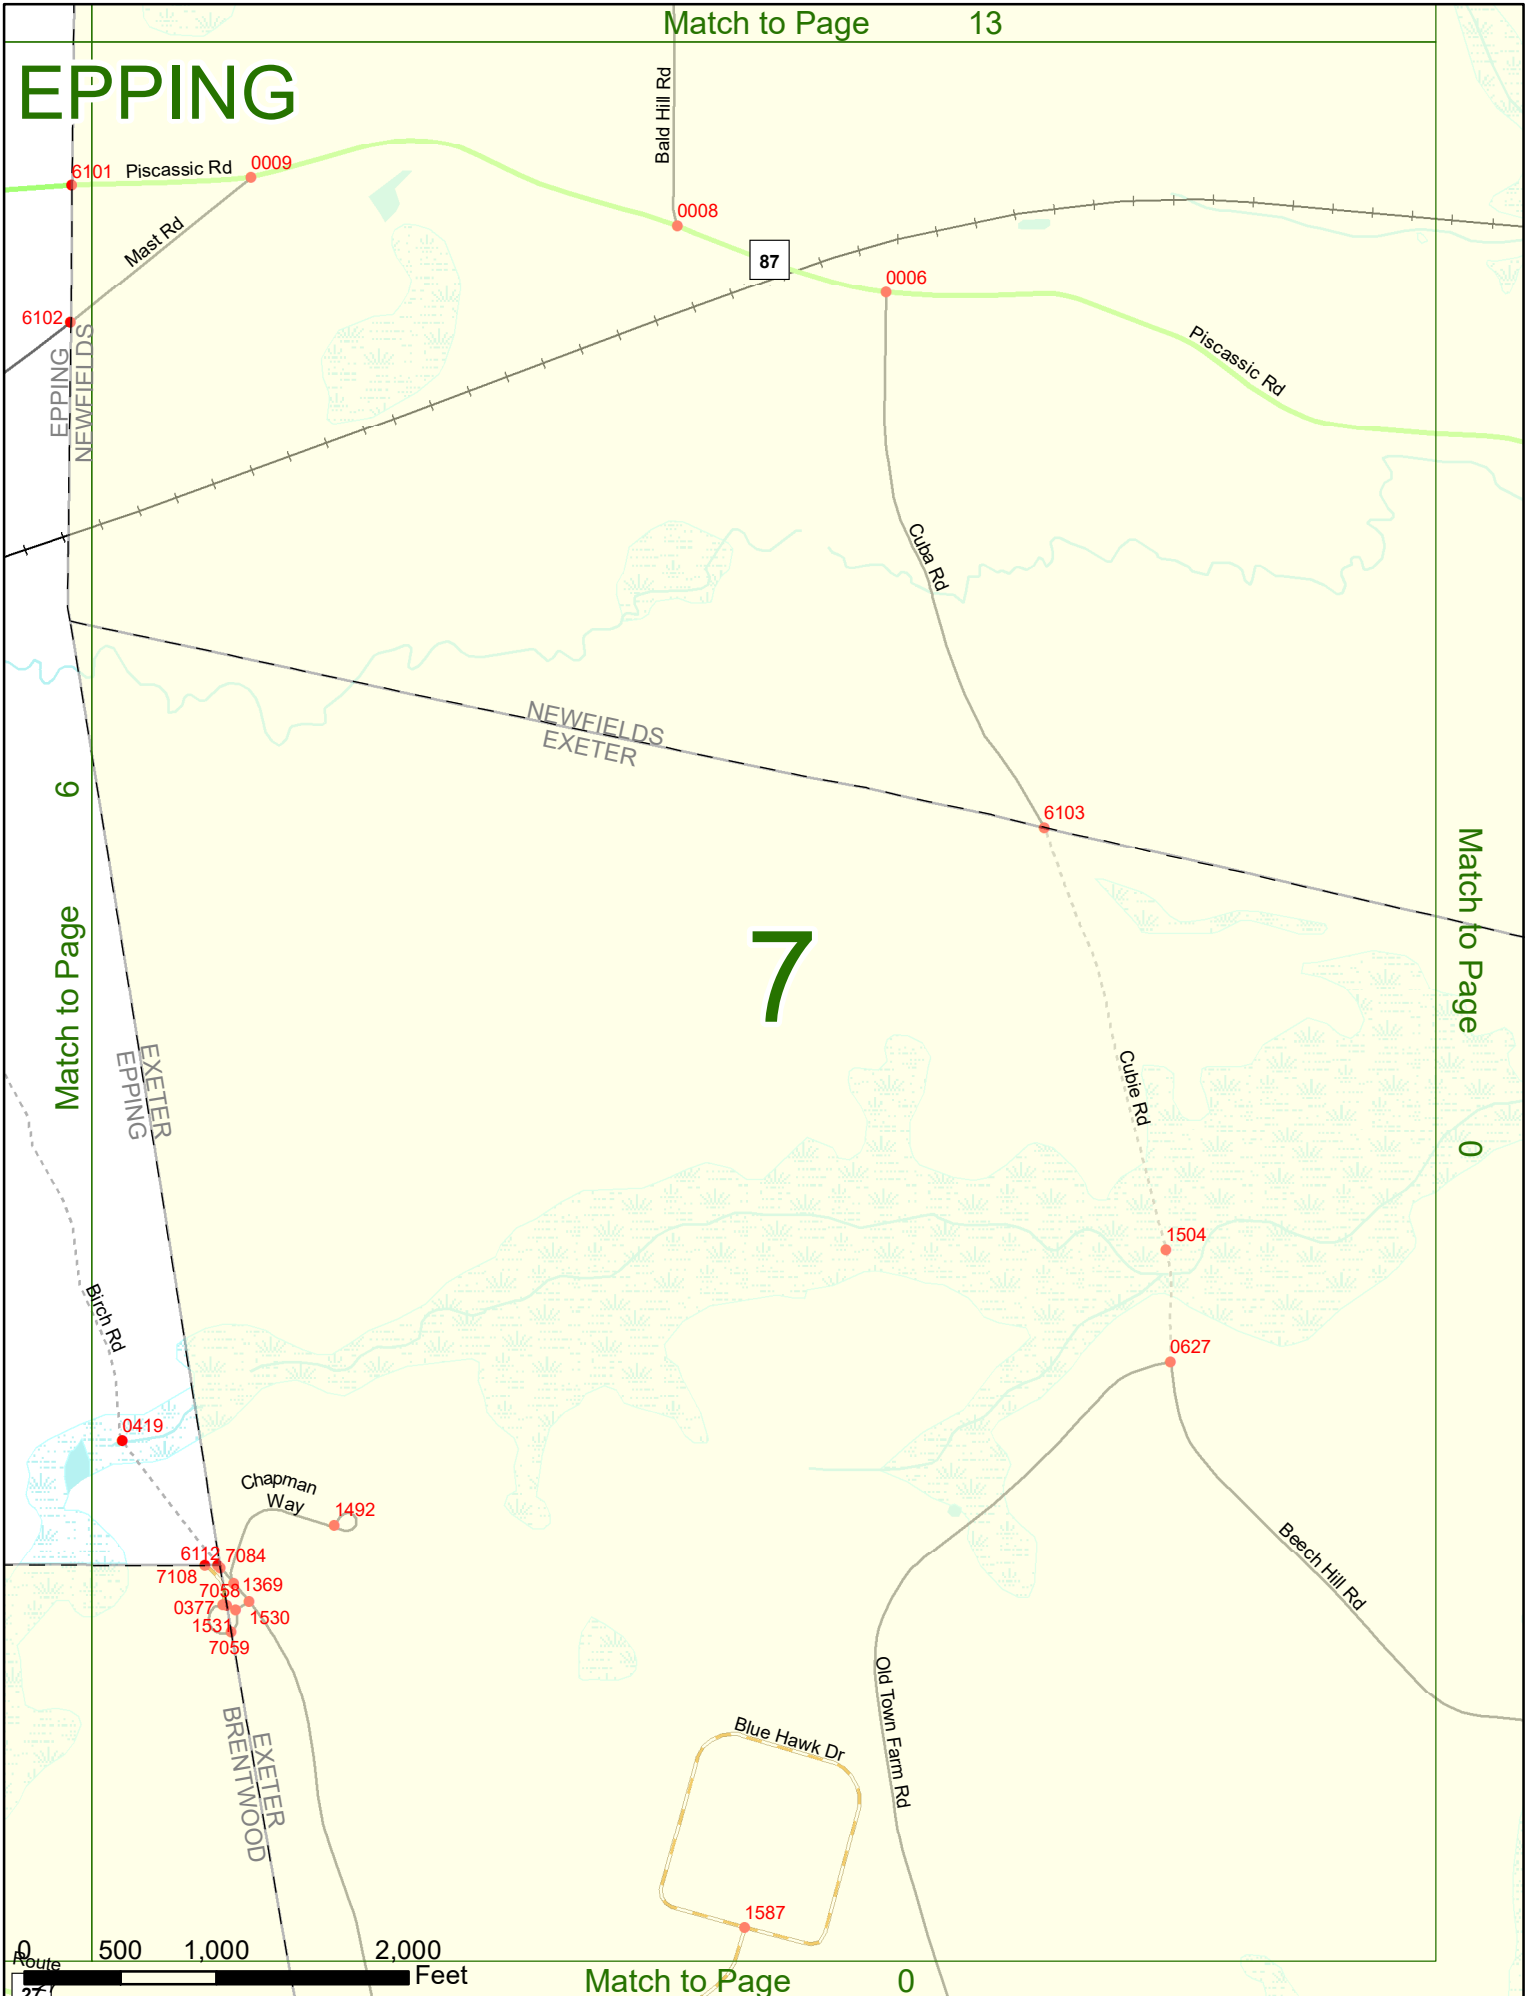 Match to Page 13
EPPING
Bald Hill Rd
6101
Piscassic Rd
0009
Mast Rd
0008
87
0006
6102
EPPING
NEWFIELDS
Piscassic Rd
Cuba Rd
NEWFIELDS
EXETER
6103
Match to Page 6
7
Match to Page 0
EXETER
EPPING
Cubie Rd
1504
Birch Rd
0627
0419
Chapman
Way
1492
6112
7084
7108
1369
7058
0377
1530
1531
7059
Beech Hill Rd
Old Town Farm Rd
EXETER
BRENTWOOD
Blue Hawk Dr
1587
0 500 1,000 2,000
Feet
Route
27
Match to Page 0